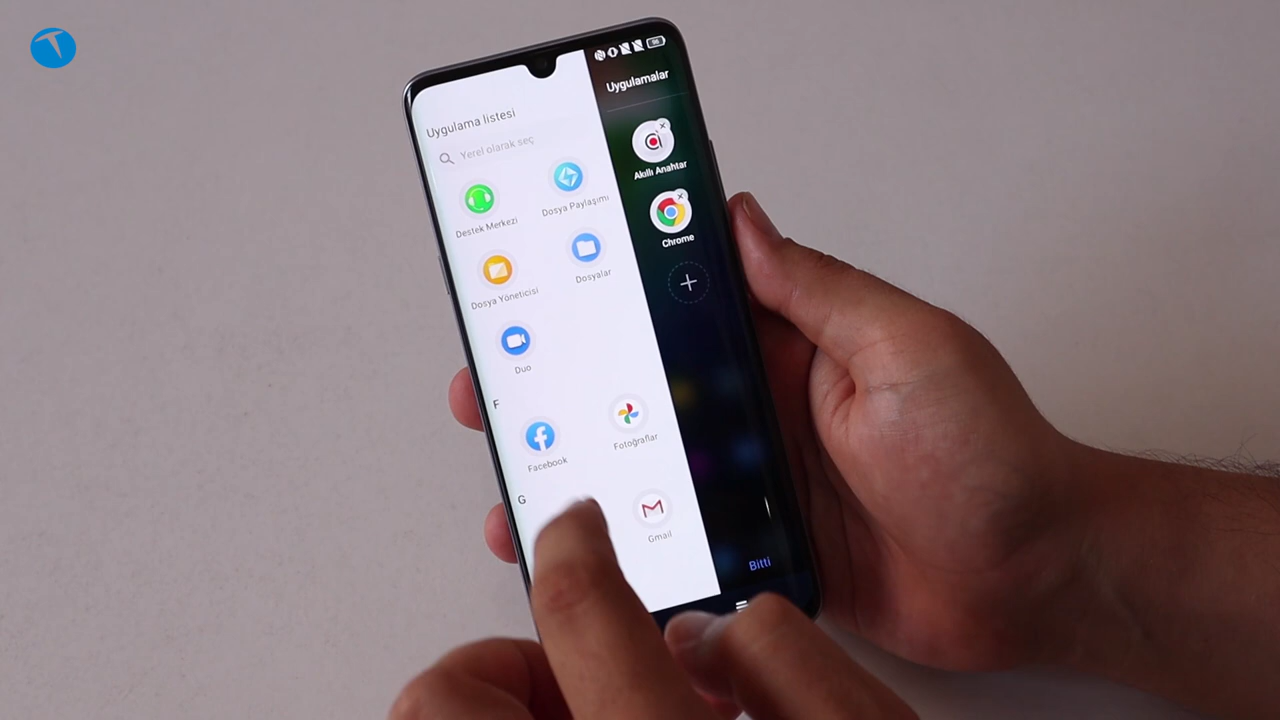 Uygulama listesi
Yerel olarak seç
Destek Merkezi
Dosya Paylaşımı
Dosya Yöneticisi
Dosyalar
Duo
F
Facebook
Fotoğraflar
G
Gmail
Uygulamalar
Akıllı Anahtar
Chrome
Bitti